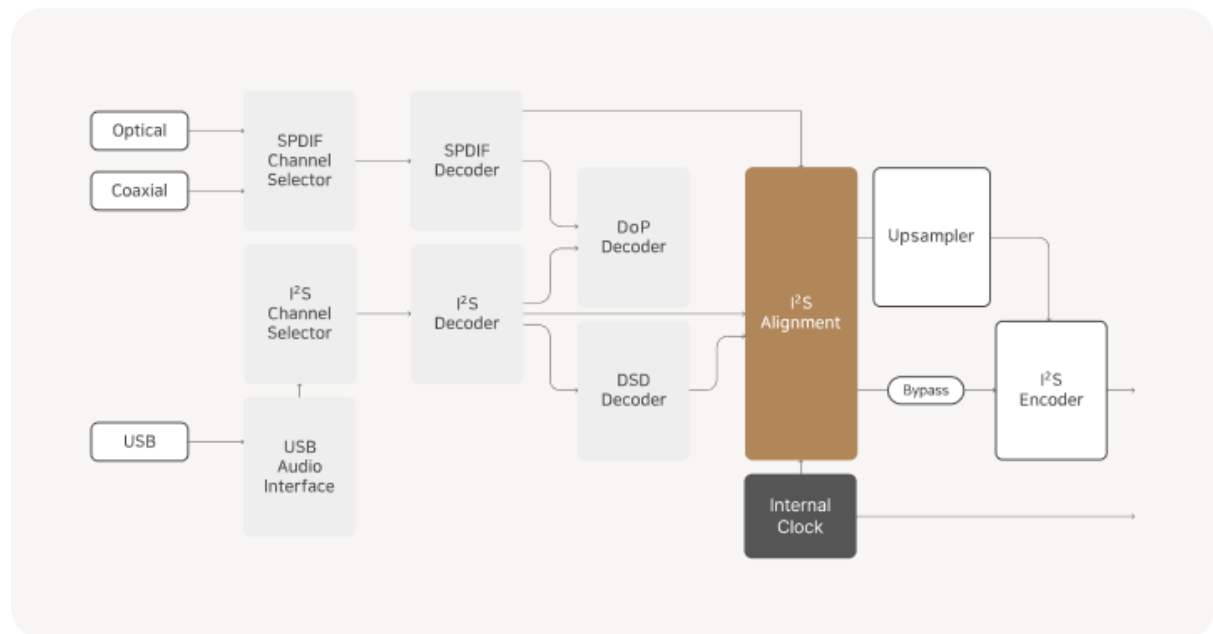 Optical
Coaxial
SPDIF
Channel
Selector
SPDIF
Decoder
DoP
Decoder
I²S
Channel
Selector
I²S
Decoder
DSD
Decoder
USB
USB
Audio
Interface
I²S
Alignment
Upsampler
Bypass
I²S
Encoder
Internal
Clock